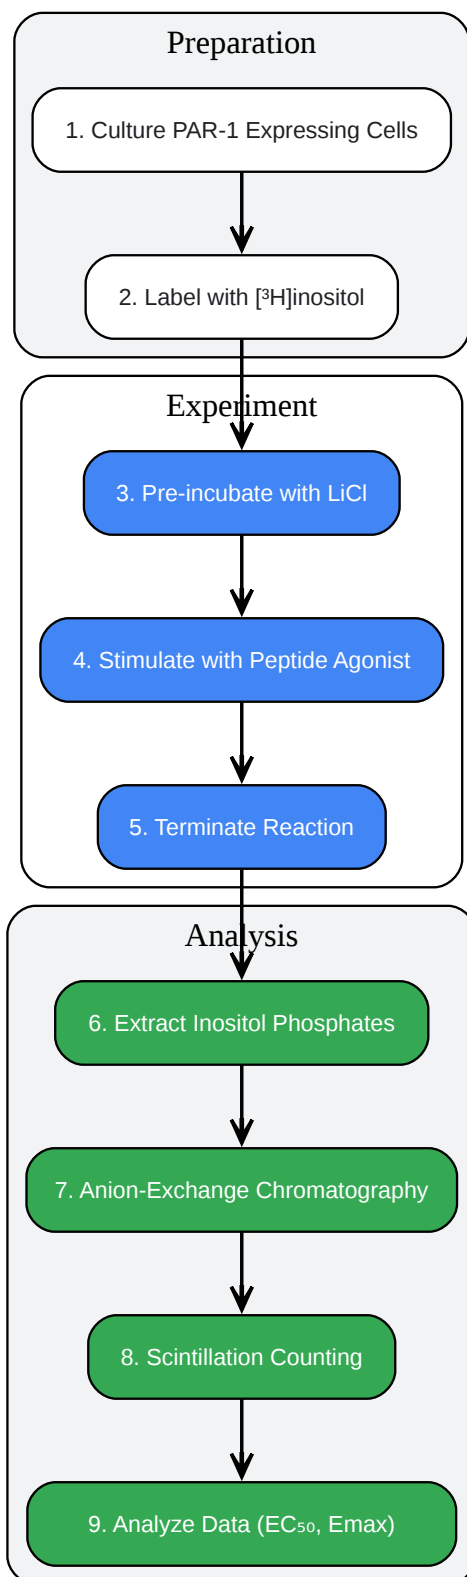 Preparation
1. Culture PAR-1 Expressing Cells
2. Label with [³H]inositol
Experiment
3. Pre-incubate with LiCl
4. Stimulate with Peptide Agonist
5. Terminate Reaction
Analysis
6. Extract Inositol Phosphates
7. Anion-Exchange Chromatography
8. Scintillation Counting
9. Analyze Data (EC₅₀, Emax)